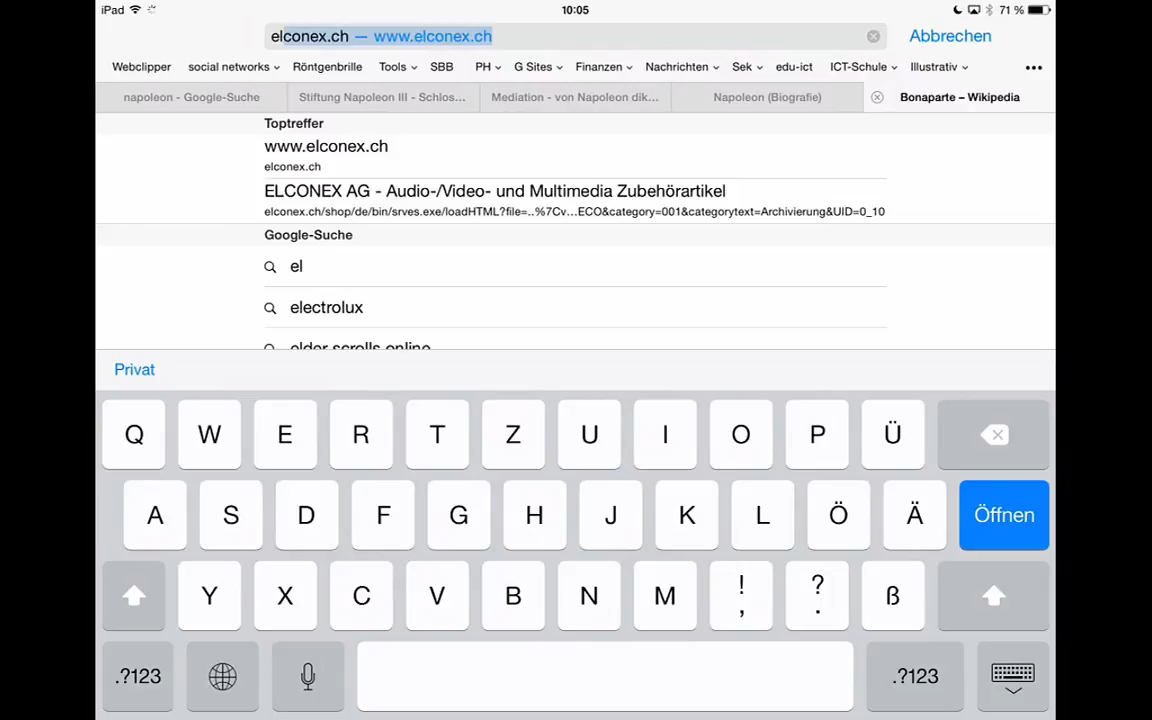 iPad 10:05 71 %
elconex.ch — www.elconex.ch Abbrechen
Webclipper social networks Röntgenbrille Tools SBB PH G Sites Finanzen Nachrichten Sek edu-ict ICT-Schule Illustrativ •••
napoleon - Google-Suche Stiftung Napoleon III - Schlos... Mediation - von Napoleon dik... Napoleon (Biografie) Bonaparte – Wikipedia
Toptreffer
www.elconex.ch
elconex.ch
ELCONEX AG - Audio-/Video- und Multimedia Zubehörartikel
elconex.ch/shop/de/bin/srves.exe/loadHTML?file=..%7Cv...ECO&category=001&categorytext=Archivierung&UID=0_10
Google-Suche
el
electrolux
elder scrolls online
Privat
Q W E R T Z U I O P Ü
A S D F G H J K L Ö Ä Öffnen
Y X C V B N M ! , ? . ß
.?123 .?123